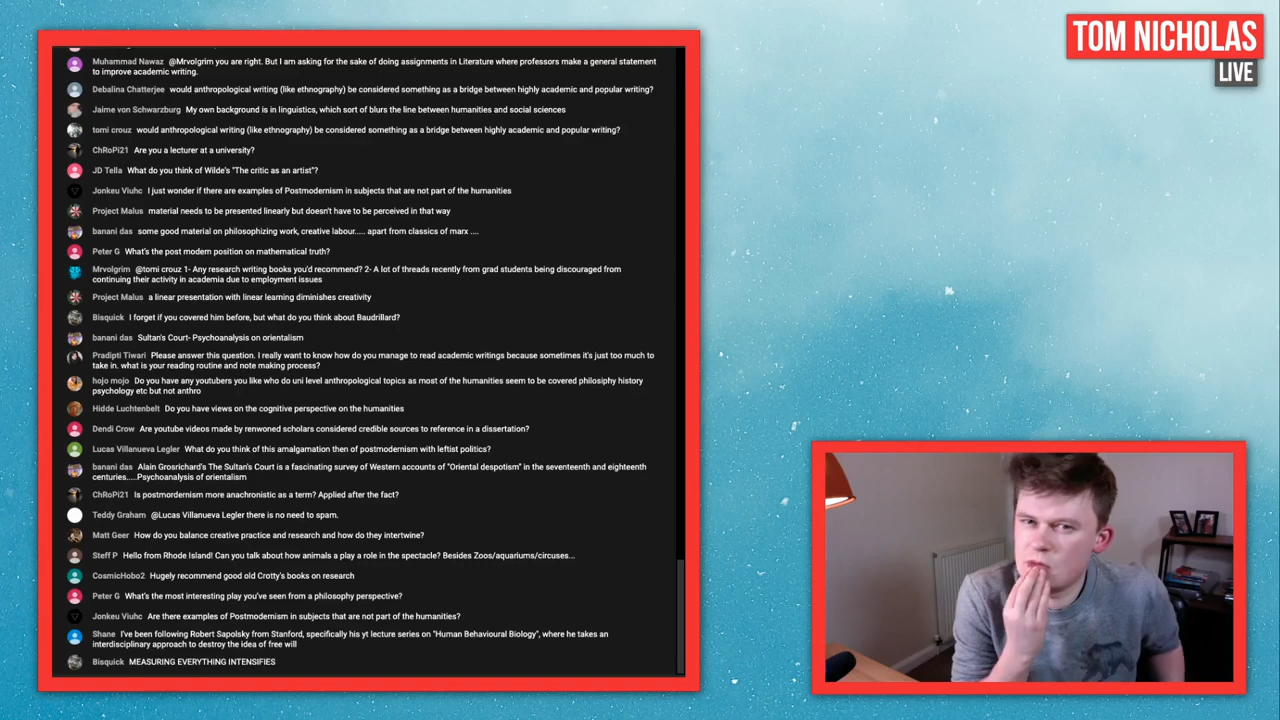 TOM NICHOLAS
LIVE
Muhammad Nawaz @Mrvolgrim you are right. But I am asking for the sake of doing assignments in Literature where professors make a general statement
to improve academic writing.
Debalina Chatterjee would anthropological writing (like ethnography) be considered something as a bridge between highly academic and popular writing?
Jaime von Schwarzburg My own background is in linguistics, which sort of blurs the line between humanities and social sciences
tomi crouz would anthropological writing (like ethnography) be considered something as a bridge between highly academic and popular writing?
ChRoPi21 Are you a lecturer at a university?
JD Tella What do you think of Wilde's "The critic as an artist"?
Jonkeu Viuhc I just wonder if there are examples of Postmodernism in subjects that are not part of the humanities
Project Malus material needs to be presented linearly but doesn't have to be perceived in that way
banani das some good material on philosophizing work, creative labour..... apart from classics of marx ....
Peter G What's the post modern position on mathematical truth?
Mrvolgrim @tomi crouz 1- Any research writing books you'd recommend? 2- A lot of threads recently from grad students being discouraged from
continuing their activity in academia due to employment issues
Project Malus a linear presentation with linear learning diminishes creativity
Bisquick I forget if you covered him before, but what do you think about Baudrillard?
banani das Sultan's Court- Psychoanalysis on orientalism
Pradipti Tiwari Please answer this question. I really want to know how do you manage to read academic writings because sometimes it's just too much to
take in. what is your reading routine and note making process?
hojo mojo Do you have any youtubers you like who do uni level anthropological topics as most of the humanities seem to be covered philosiphy history
psychology etc but not anthro
Hidde Luchtenbelt Do you have views on the cognitive perspective on the humanities
Dendi Crow Are youtube videos made by renwoned scholars considered credible sources to reference in a dissertation?
Lucas Villanueva Legler What do you think of this amalgamation then of postmodernism with leftist politics?
banani das Alain Grosrichard's The Sultan's Court is a fascinating survey of Western accounts of "Oriental despotism" in the seventeenth and eighteenth
centuries.....Psychoanalysis of orientalism
ChRoPi21 Is postmordernism more anachronistic as a term? Applied after the fact?
Teddy Graham @Lucas Villanueva Legler there is no need to spam.
Matt Geer How do you balance creative practice and research and how do they intertwine?
Steff P Hello from Rhode Island! Can you talk about how animals a play a role in the spectacle? Besides Zoos/aquariums/circuses...
CosmicHobo2 Hugely recommend good old Crotty's books on research
Peter G What's the most interesting play you've seen from a philosophy perspective?
Jonkeu Viuhc Are there examples of Postmodernism in subjects that are not part of the humanities?
Shane I've been following Robert Sapolsky from Stanford, specifically his yt lecture series on "Human Behavioural Biology", where he takes an
interdisciplinary approach to destroy the idea of free will
Bisquick MEASURING EVERYTHING INTENSIFIES